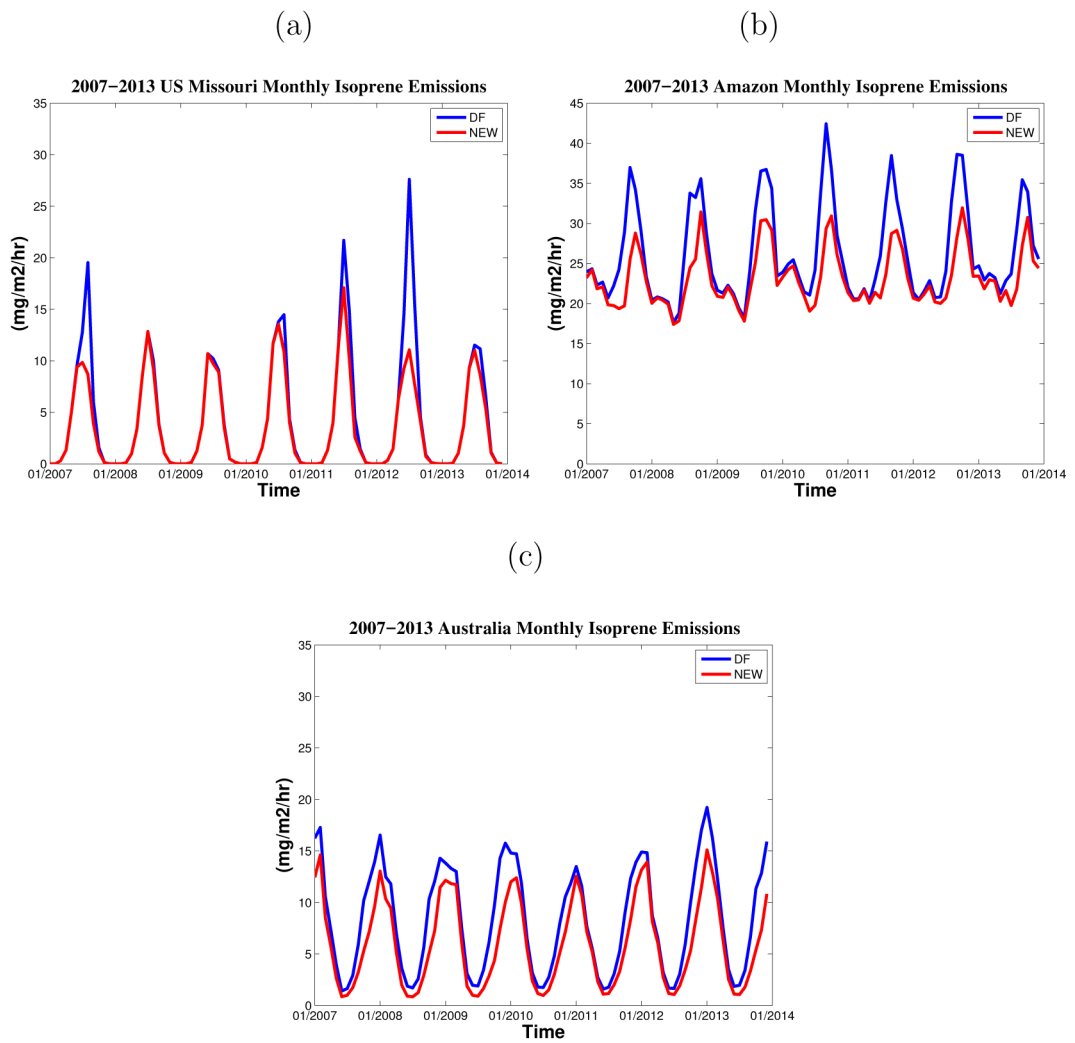 (a)
2007−2013 US Missouri Monthly Isoprene Emissions
35
30
25
20
15
10
5
0
(mg/m2/hr)
DF
NEW
01/2007 01/2008 01/2009 01/2010 01/2011 01/2012 01/2013 01/2014
Time
(b)
2007−2013 Amazon Monthly Isoprene Emissions
45
40
35
30
25
20
15
10
5
0
(mg/m2/hr)
DF
NEW
01/2007 01/2008 01/2009 01/2010 01/2011 01/2012 01/2013 01/2014
Time
(c)
2007−2013 Australia Monthly Isoprene Emissions
35
30
25
20
15
10
5
0
(mg/m2/hr)
DF
NEW
01/2007 01/2008 01/2009 01/2010 01/2011 01/2012 01/2013 01/2014
Time